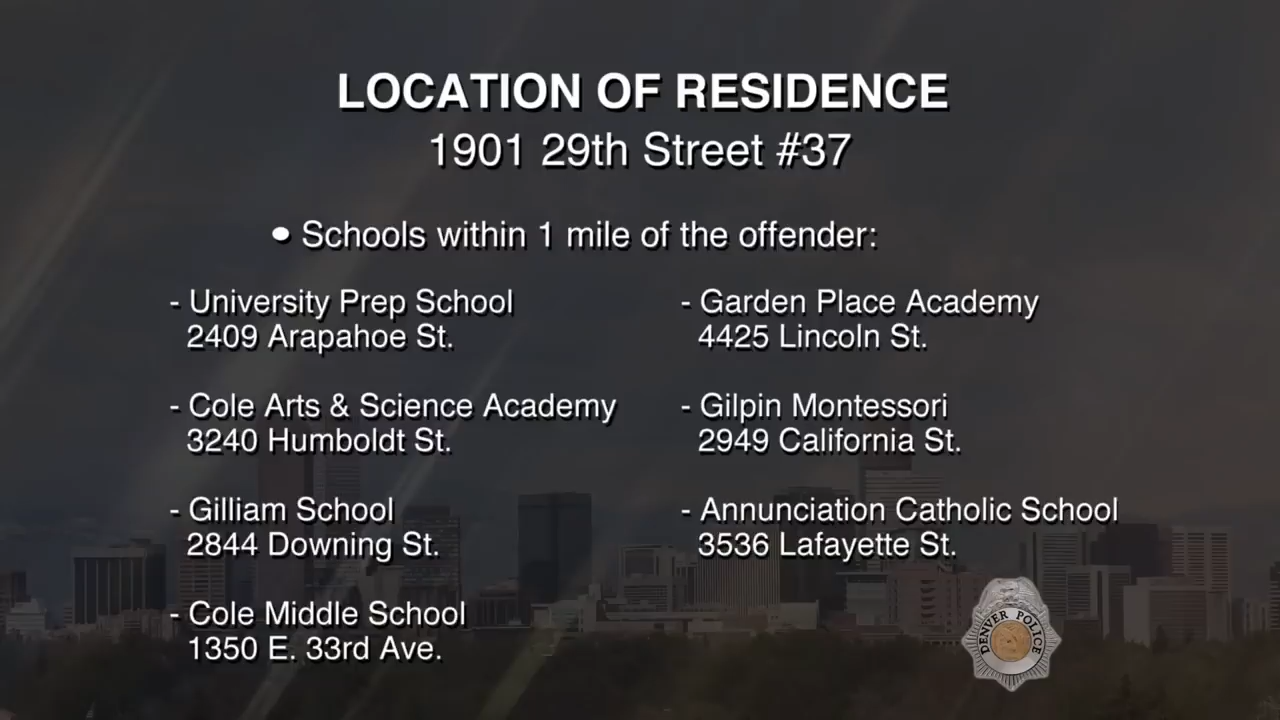 LOCATION OF RESIDENCE
1901 29th Street #37
• Schools within 1 mile of the offender:
- University Prep School
2409 Arapahoe St.
- Cole Arts & Science Academy
3240 Humboldt St.
- Gilliam School
2844 Downing St.
- Cole Middle School
1350 E. 33rd Ave.
- Garden Place Academy
4425 Lincoln St.
- Gilpin Montessori
2949 California St.
- Annunciation Catholic School
3536 Lafayette St.
DENVER POLICE